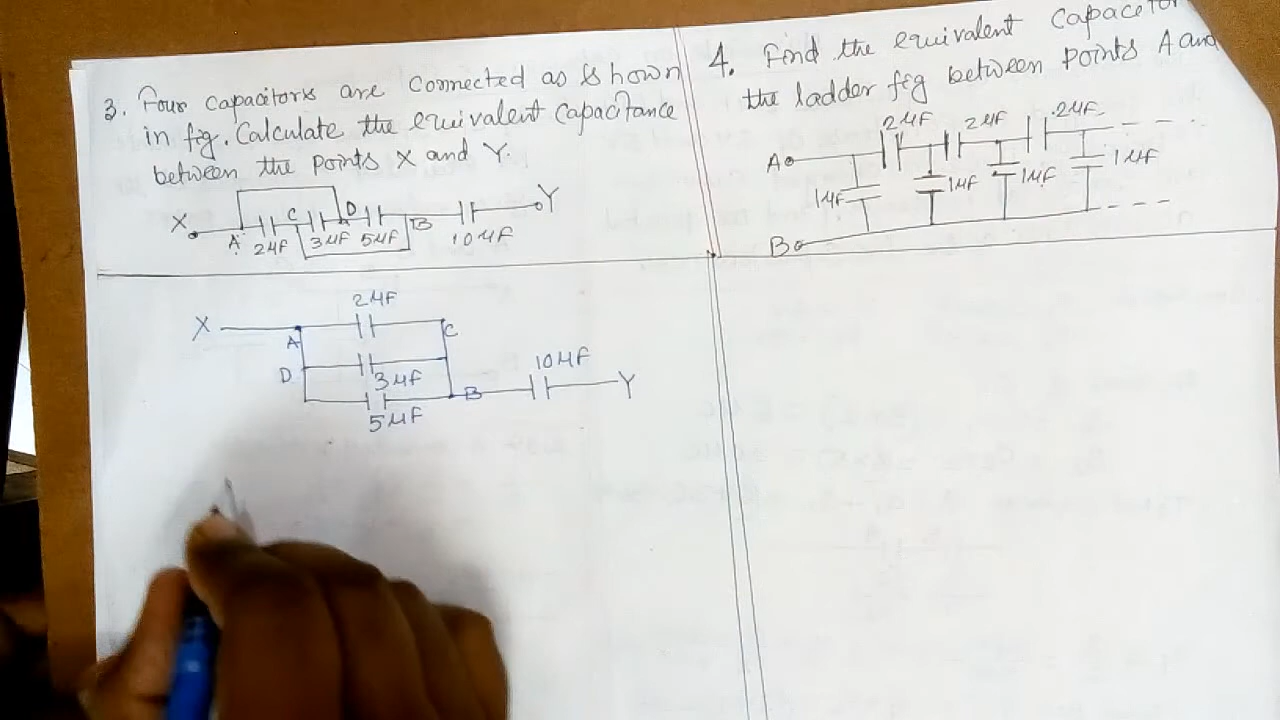 3. Four capacitors are connected as shown
in fig. Calculate the equivalent capacitance
between the points X and Y.
X A 2μF C 3μF D 5μF B 10μF Y
4. Find the equivalent capacitor
the ladder fig between points A and
A 2μF 2μF 2μF
1μF 1μF 1μF 1μF
B
2μF
X A C
D 3μF 10μF
B Y
5μF